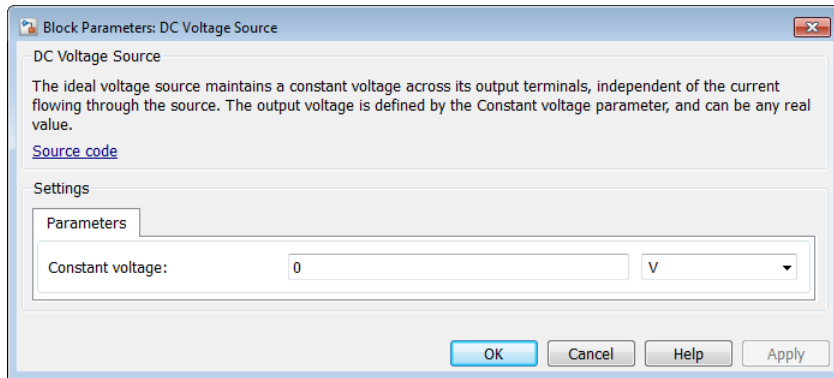 Block Parameters: DC Voltage Source
DC Voltage Source
The ideal voltage source maintains a constant voltage across its output terminals, independent of the current
flowing through the source. The output voltage is defined by the Constant voltage parameter, and can be any real
value.
Source code
Settings
Parameters
Constant voltage: 0 V
OK Cancel Help Apply